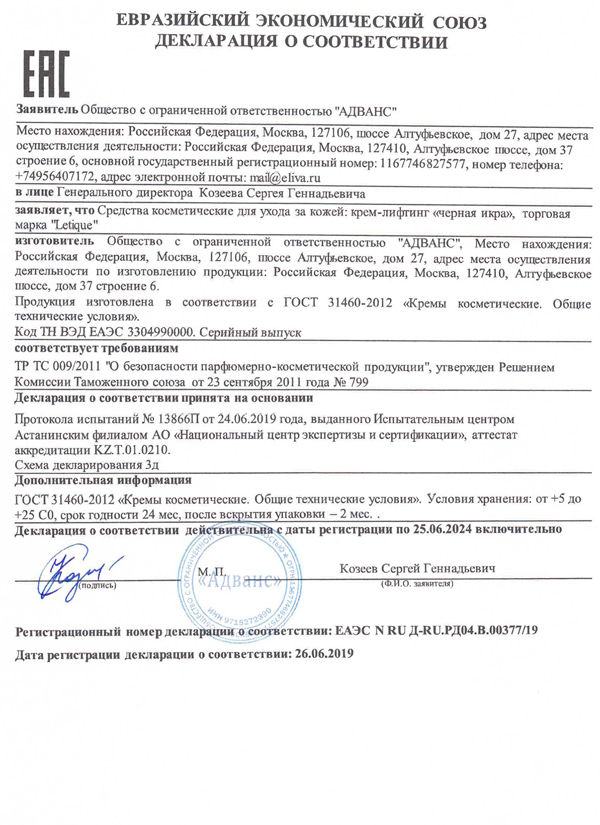 ЕВРАЗИЙСКИЙ ЭКОНОМИЧЕСКИЙ СОЮЗ
ДЕКЛАРАЦИЯ О СООТВЕТСТВИИ
ЕАС
Заявитель Общество с ограниченной ответственностью "АДВАНС"
Место нахождения: Российская Федерация, Москва, 127106, шоссе Алтуфьевское, дом 27, адрес места
осуществления деятельности: Российская Федерация, Москва, 127410, Алтуфьевское шоссе, дом 37
строение 6, основной государственный регистрационный номер: 1167746827577, номер телефона:
+74956407172, адрес электронной почты: mail@eliva.ru
в лице Генерального директора Козеева Сергея Геннадьевича
заявляет, что Средства косметические для ухода за кожей: крем-лифтинг «черная икра», торговая
марка "Letique"
изготовитель Общество с ограниченной ответственностью "АДВАНС", Место нахождения:
Российская Федерация, Москва, 127106, шоссе Алтуфьевское, дом 27, адрес места осуществления
деятельности по изготовлению продукции: Российская Федерация, Москва, 127410, Алтуфьевское
шоссе, дом 37 строение 6.
Продукция изготовлена в соответствии с ГОСТ 31460-2012 «Кремы косметические. Общие
технические условия».
Код ТН ВЭД ЕАЭС 3304990000. Серийный выпуск
соответствует требованиям
ТР ТС 009/2011 "О безопасности парфюмерно-косметической продукции", утвержден Решением
Комиссии Таможенного союза от 23 сентября 2011 года № 799
Декларация о соответствии принята на основании
Протокола испытаний № 13866П от 24.06.2019 года, выданного Испытательным центром
Астанинским филиалом АО «Национальный центр экспертизы и сертификации», аттестат
аккредитации KZ.T.01.0210.
Схема декларирования 3д
Дополнительная информация
ГОСТ 31460-2012 «Кремы косметические. Общие технические условия». Условия хранения: от +5 до
+25 С0, срок годности 24 мес, после вскрытия упаковки – 2 мес. .
Декларация о соответствии действительна с даты регистрации по 25.06.2024 включительно
М.П.
Козеев Сергей Геннадьевич
(подпись)
(Ф.И.О. заявителя)
«Адванс»
ИНН 9715272300
Регистрационный номер декларации о соответствии: ЕАЭС N RU Д-RU.РД04.В.00377/19
Дата регистрации декларации о соответствии: 26.06.2019